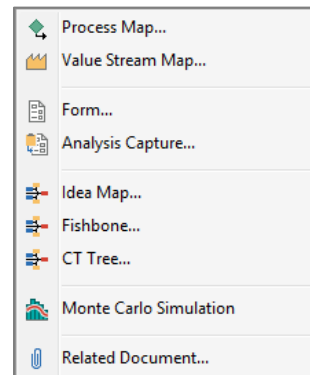 Process Map...
Value Stream Map...
Form...
Analysis Capture...
Idea Map...
Fishbone...
CT Tree...
Monte Carlo Simulation
Related Document...